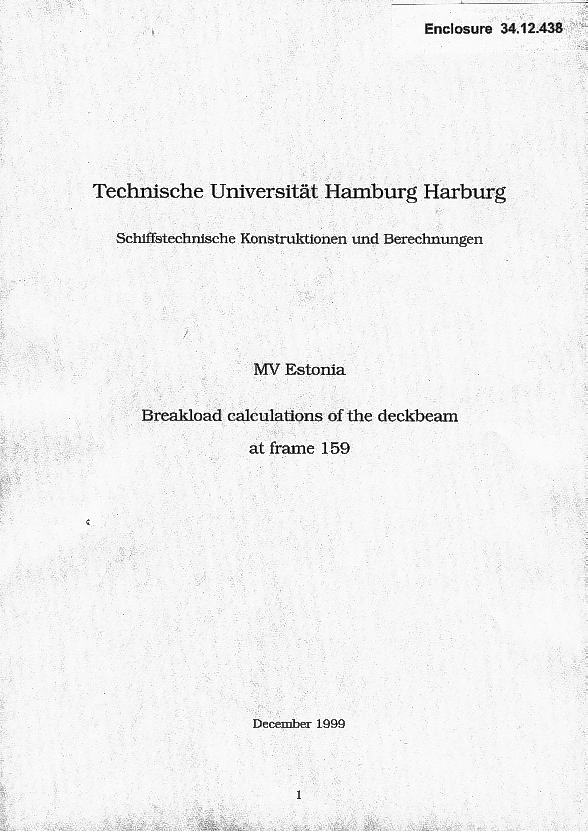 Enclosure 34.12.438
Technische Universität Hamburg Harburg
Schiffstechnische Konstruktionen und Berechnungen
MV Estonia
Breakload calculations of the deckbeam
at frame 159
December 1999
1